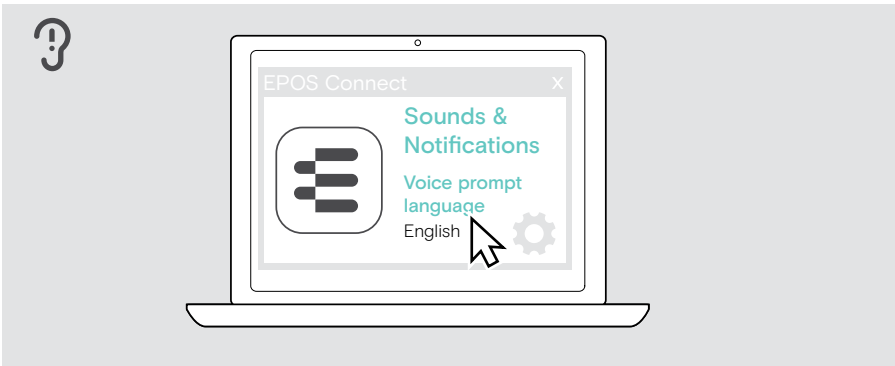 EPOS Connect x
Sounds &
Notifications
Voice prompt
language
English